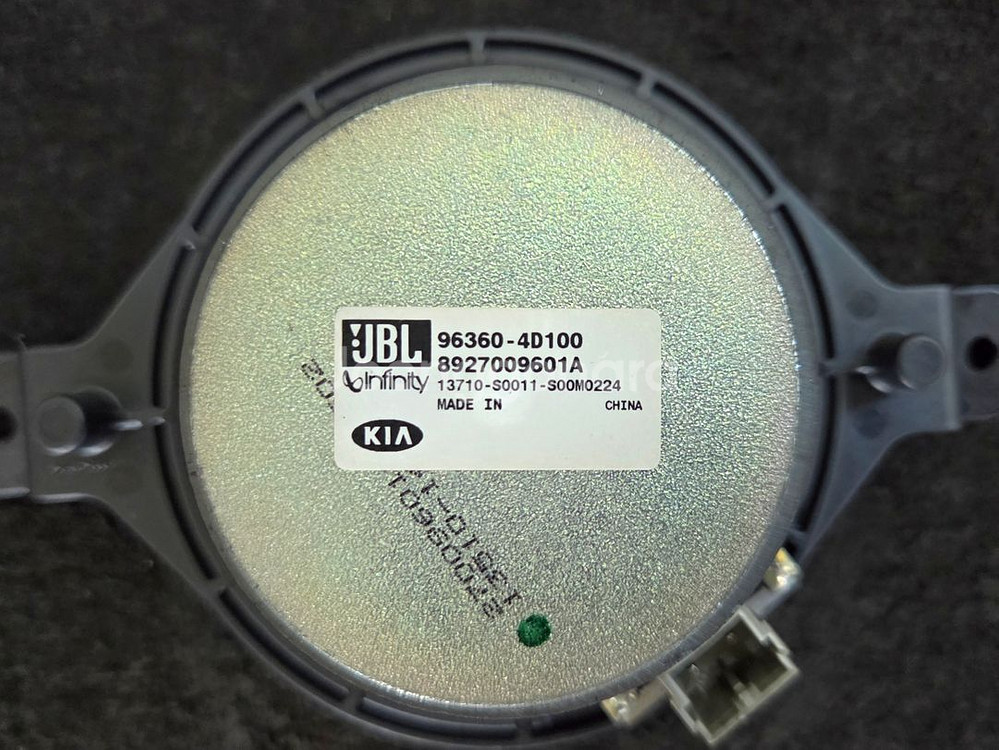 JBL 96360-4D100
8927009601A
Infinity 13710-S0011-S00M0224
MADE IN CHINA
KIA